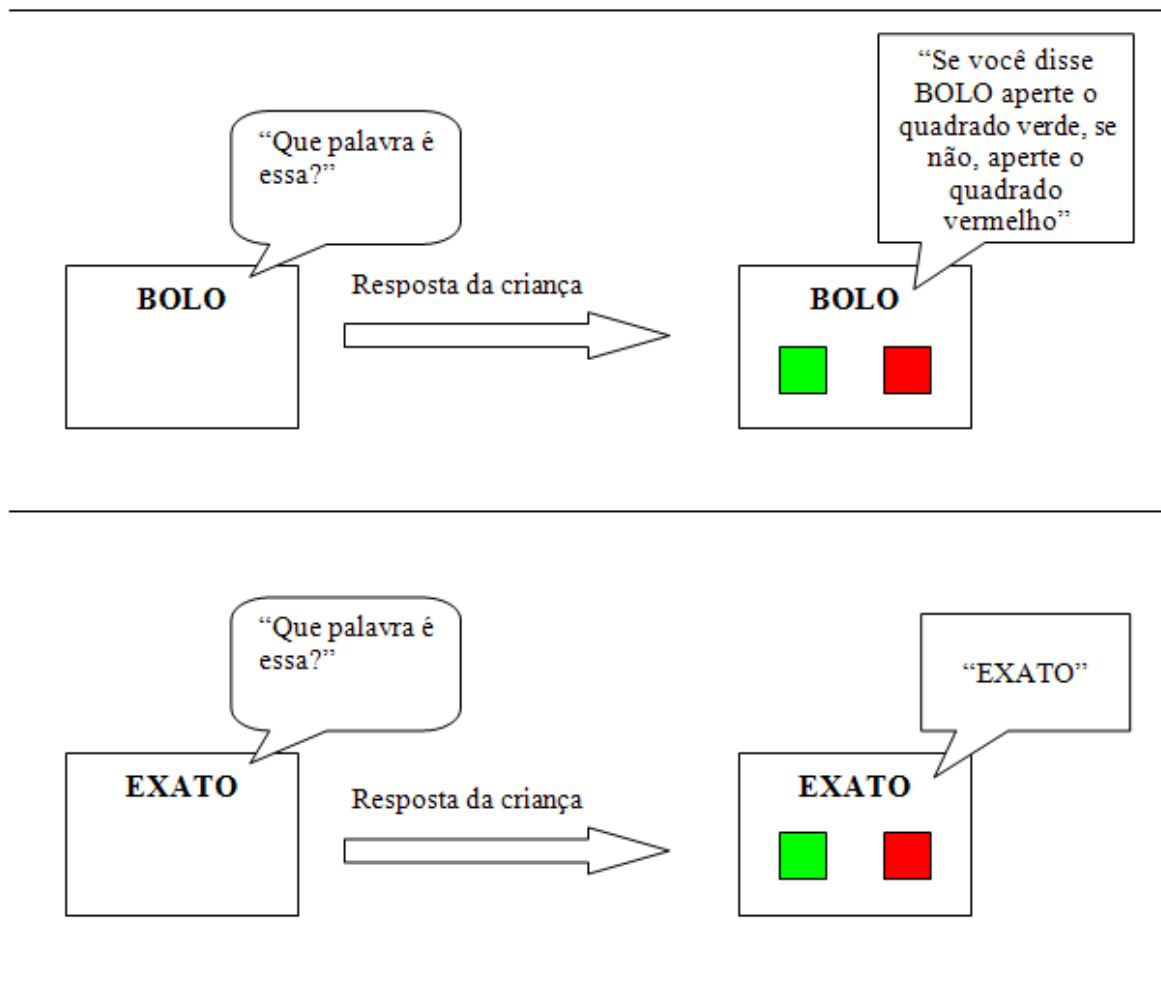 “Que palavra é
essa?”
BOLO
Resposta da criança
“Se você disse
BOLO aperte o
quadrado verde, se
não, aperte o
quadrado
vermelho”
BOLO
“Que palavra é
essa?”
EXATO
Resposta da criança
“EXATO”
EXATO